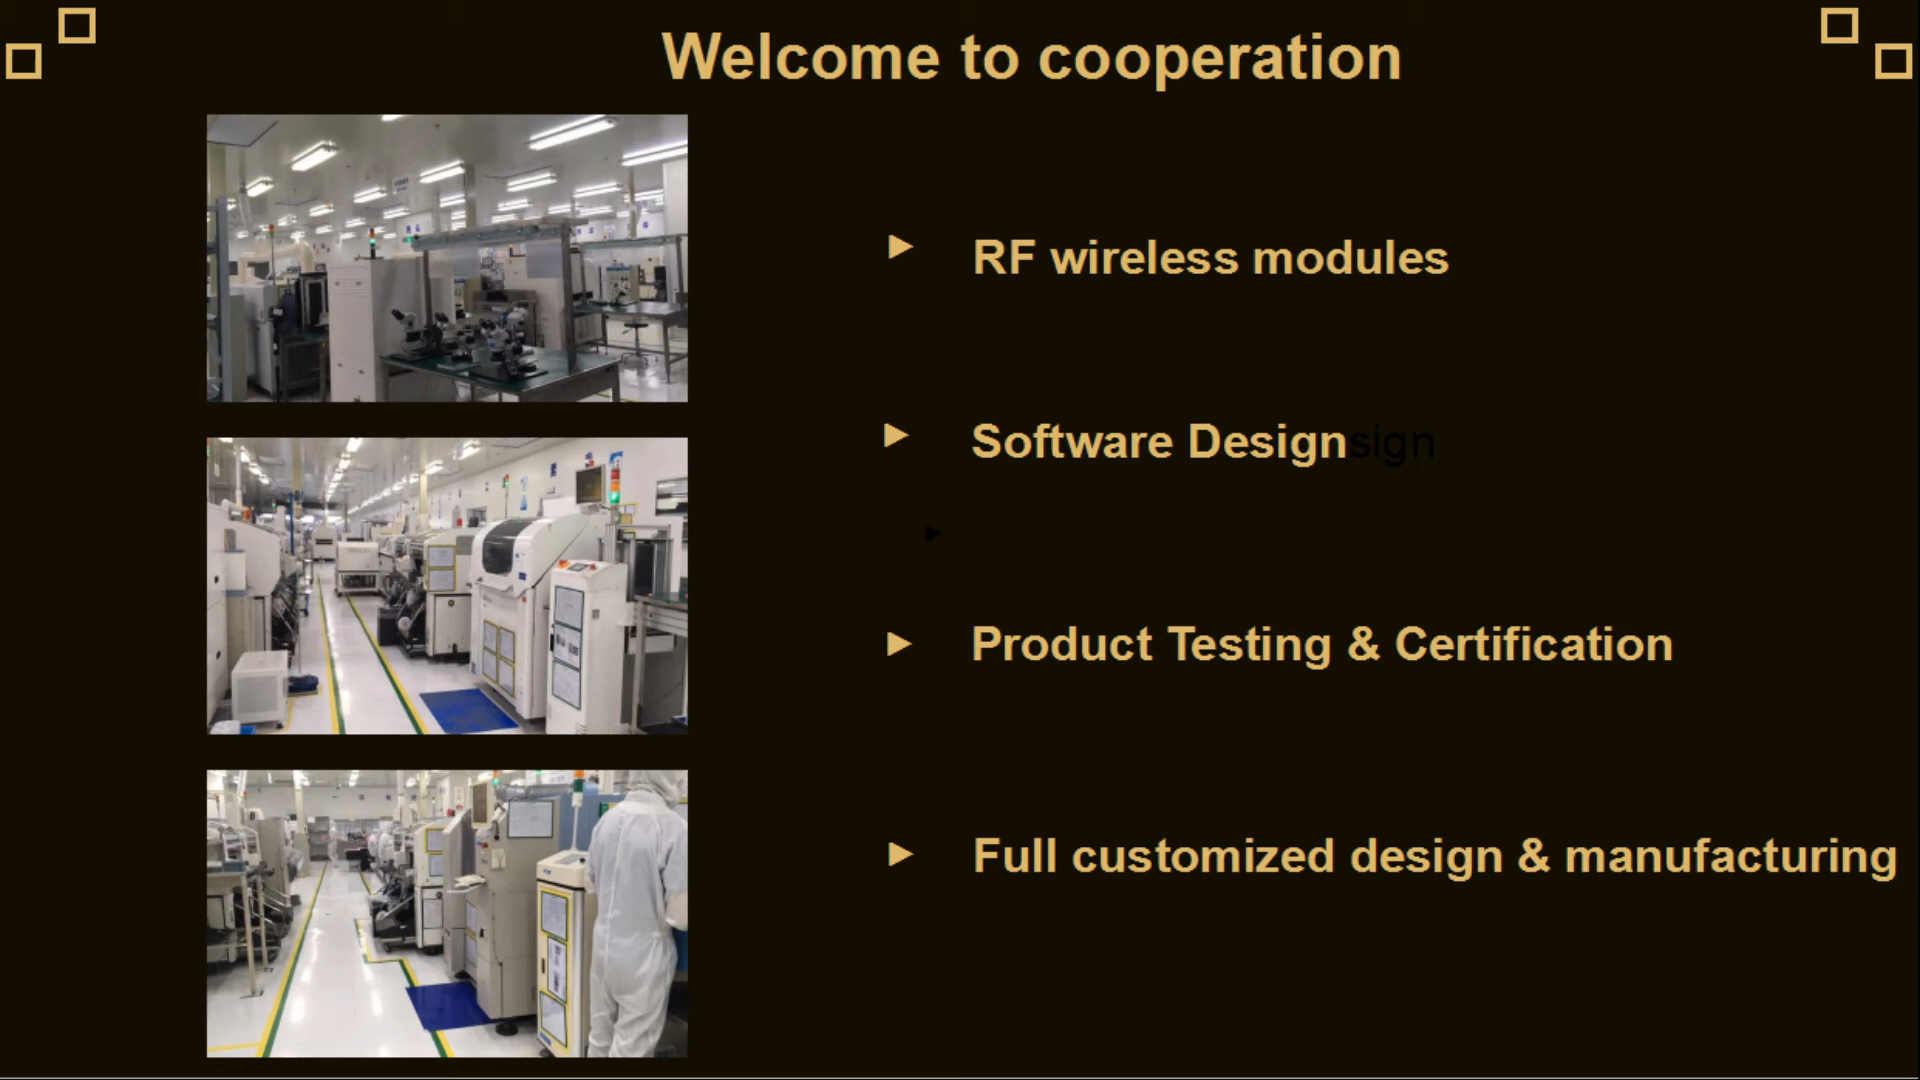 Welcome to cooperation
RF wireless modules
Software Designsign
Product Testing & Certification
Full customized design & manufacturing